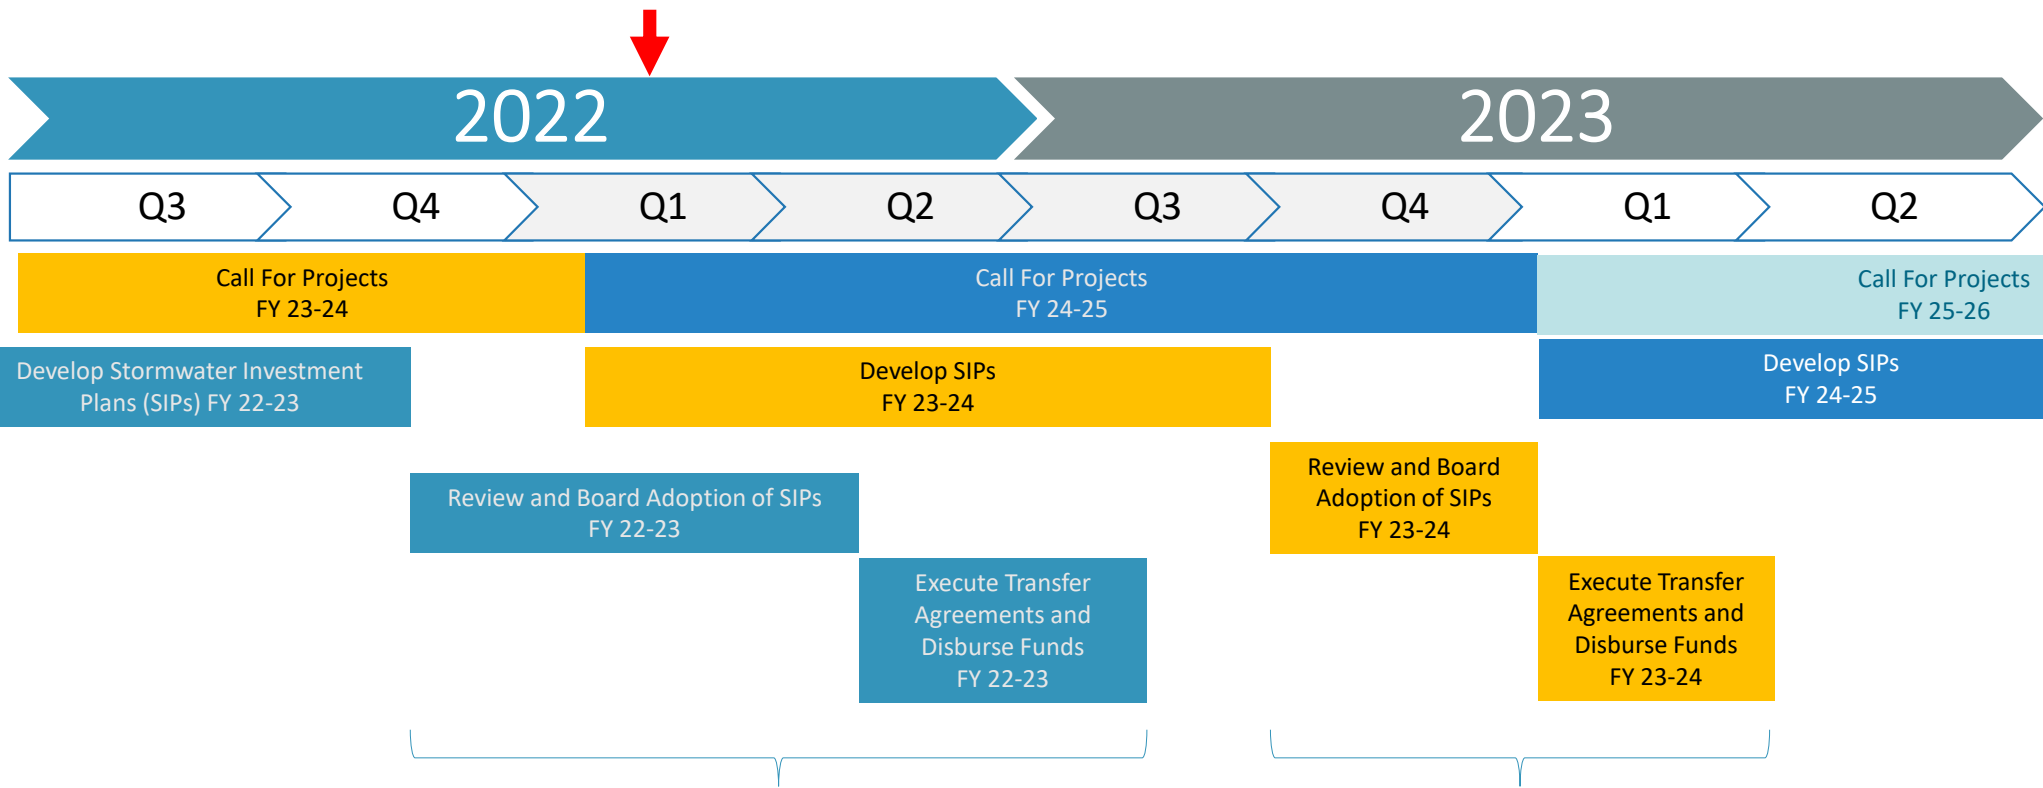 2022
2023
Q3
Q4
Q1
Q2
Q3
Q4
Q1
Q2
Call For Projects
FY 23-24
Call For Projects
FY 24-25
Call For Projects
FY 25-26
Develop Stormwater Investment
Plans (SIPs) FY 22-23
Develop SIPs
FY 23-24
Develop SIPs
FY 24-25
Review and Board Adoption of SIPs
FY 22-23
Review and Board
Adoption of SIPs
FY 23-24
Execute Transfer
Agreements and
Disburse Funds
FY 22-23
Execute Transfer
Agreements and
Disburse Funds
FY 23-24